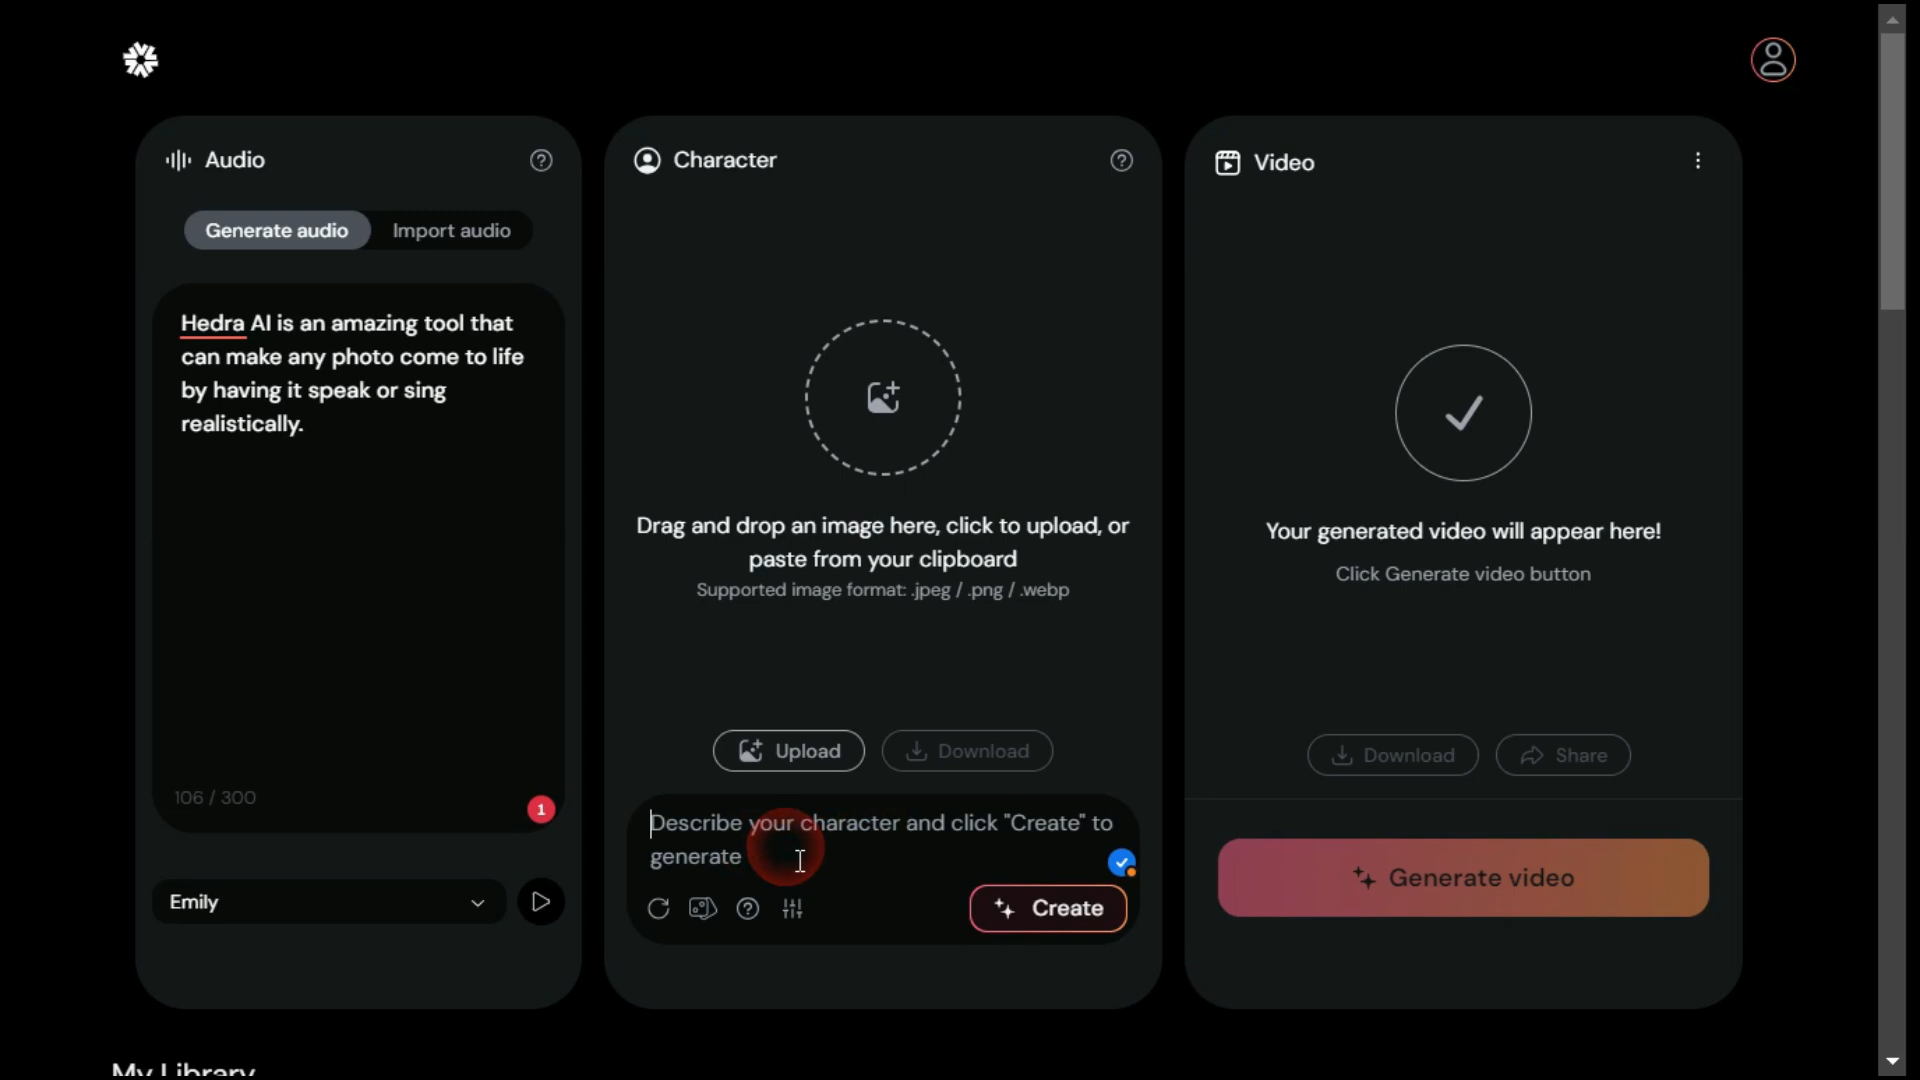 Audio
Generate audio
Import audio
Hedra AI is an amazing tool that
can make any photo come to life
by having it speak or sing
realistically.
106 / 300
1
Emily
Character
Drag and drop an image here, click to upload, or
paste from your clipboard
Supported image format: .jpeg / .png / .webp
Upload
Download
Describe your character and click "Create" to
generate
Create
Video
Your generated video will appear here!
Click Generate video button
Download
Share
Generate video
My Library